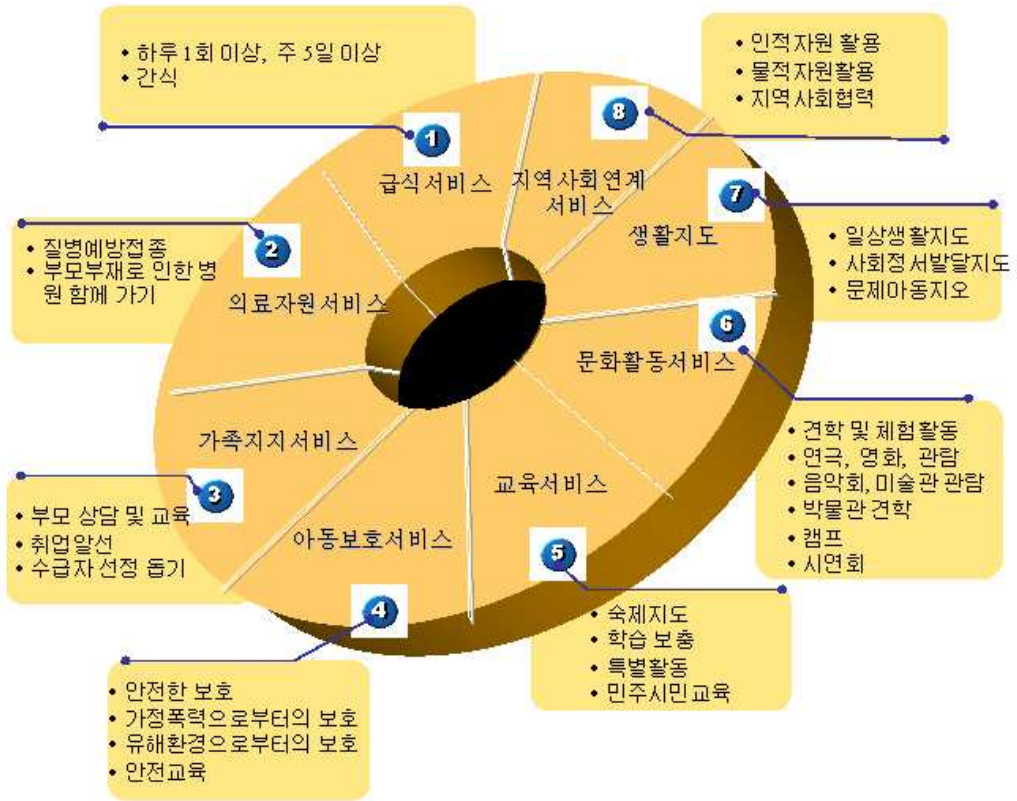 • 하루 1회 이상, 주 5일 이상
• 간식
1
급식서비스
2
• 질병예방접종
• 부모부재로 인한 병
원 함께 가기
의료자원서비스
3
가족지지서비스
• 부모 상담 및 교육
• 취업알선
• 수급자 선정 돕기
4
아동보호서비스
• 안전한 보호
• 가정폭력으로부터의 보호
• 유해환경으로부터의 보호
• 안전교육
5
교육서비스
• 숙제지도
• 학습 보충
• 특별활동
• 민주시민교육
6
문화활동서비스
• 견학 및 체험활동
• 연극, 영화, 관람
• 음악회, 미술관 관람
• 박물관 견학
• 캠프
• 시연회
7
생활지도
• 일상생활지도
• 사회정서발달지도
• 문제아동지오
8
지역사회연계
서비스
• 인적자원 활용
• 물적자원활용
• 지역사회협력